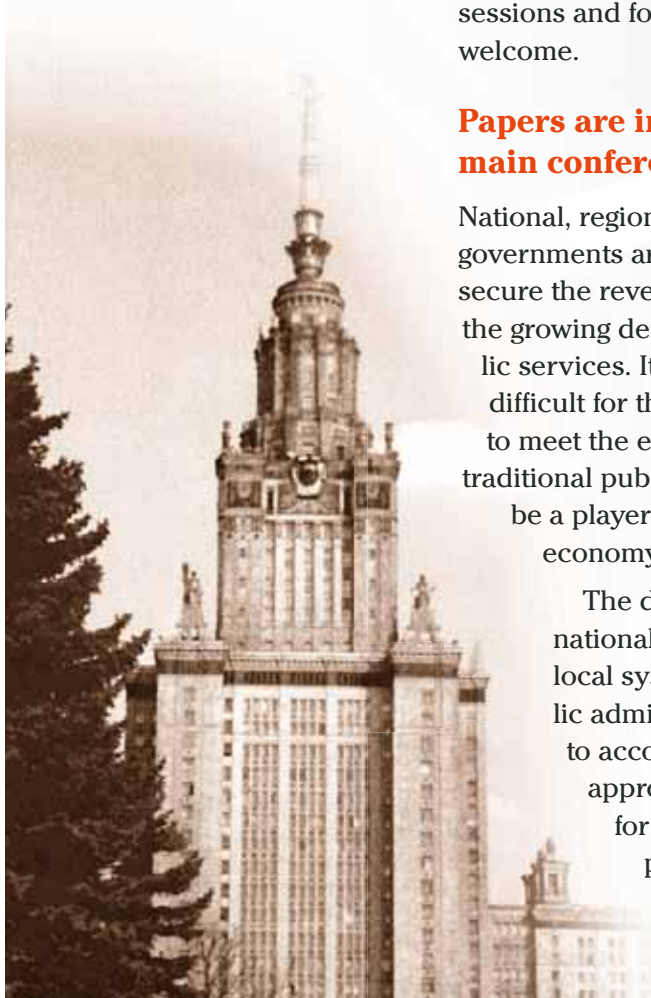 sessions and fo
welcome.
Papers are in
main confere
National, region
governments ar
secure the reve
the growing de
lic services. It
difficult for th
to meet the e
traditional pub
be a player
economy
The d
national
local sy
lic admi
to acco
appro
for
p